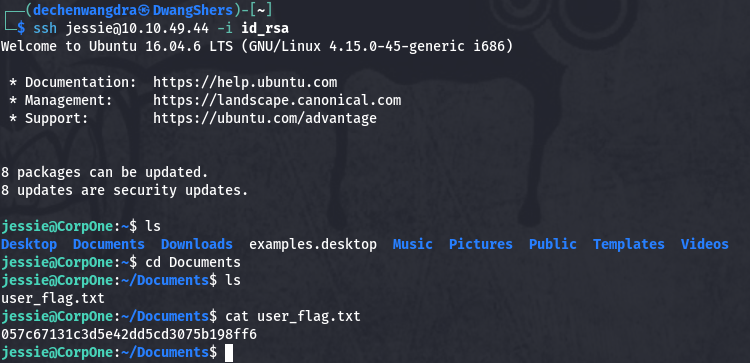 ┌──(dechenwangdra㉿DwangShers)-[~]
└─$ ssh jessie@10.10.49.44 -i id_rsa
Welcome to Ubuntu 16.04.6 LTS (GNU/Linux 4.15.0-45-generic i686)
* Documentation:  https://help.ubuntu.com
* Management:     https://landscape.canonical.com
* Support:        https://ubuntu.com/advantage
8 packages can be updated.
8 updates are security updates.
jessie@CorpOne:~$ ls
Desktop  Documents  Downloads  examples.desktop  Music  Pictures  Public  Templates  Videos
jessie@CorpOne:~$ cd Documents
jessie@CorpOne:~/Documents$ ls
user_flag.txt
jessie@CorpOne:~/Documents$ cat user_flag.txt
057c67131c3d5e42dd5cd3075b198ff6
jessie@CorpOne:~/Documents$